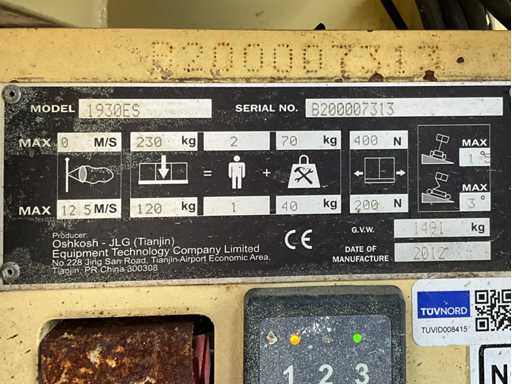 B200007313
MODEL 1930ES SERIAL NO. B200007313
MAX 0 M/S 230 kg 2 70 kg 400 N 1.5°
= +
MAX 12.5 M/S 120 kg 1 40 kg 200 N 3°
G.V.W. 1491 kg
Producer:
Oshkosh - JLG (Tianjin)
Equipment Technology Company Limited
No 228 Jing San Road, Tianjin-Airport Economic Area,
Tianjin, PR China 300308
CE
DATE OF
MANUFACTURE 2012
TÜVNORD
TUVID008415
1 2 3
N